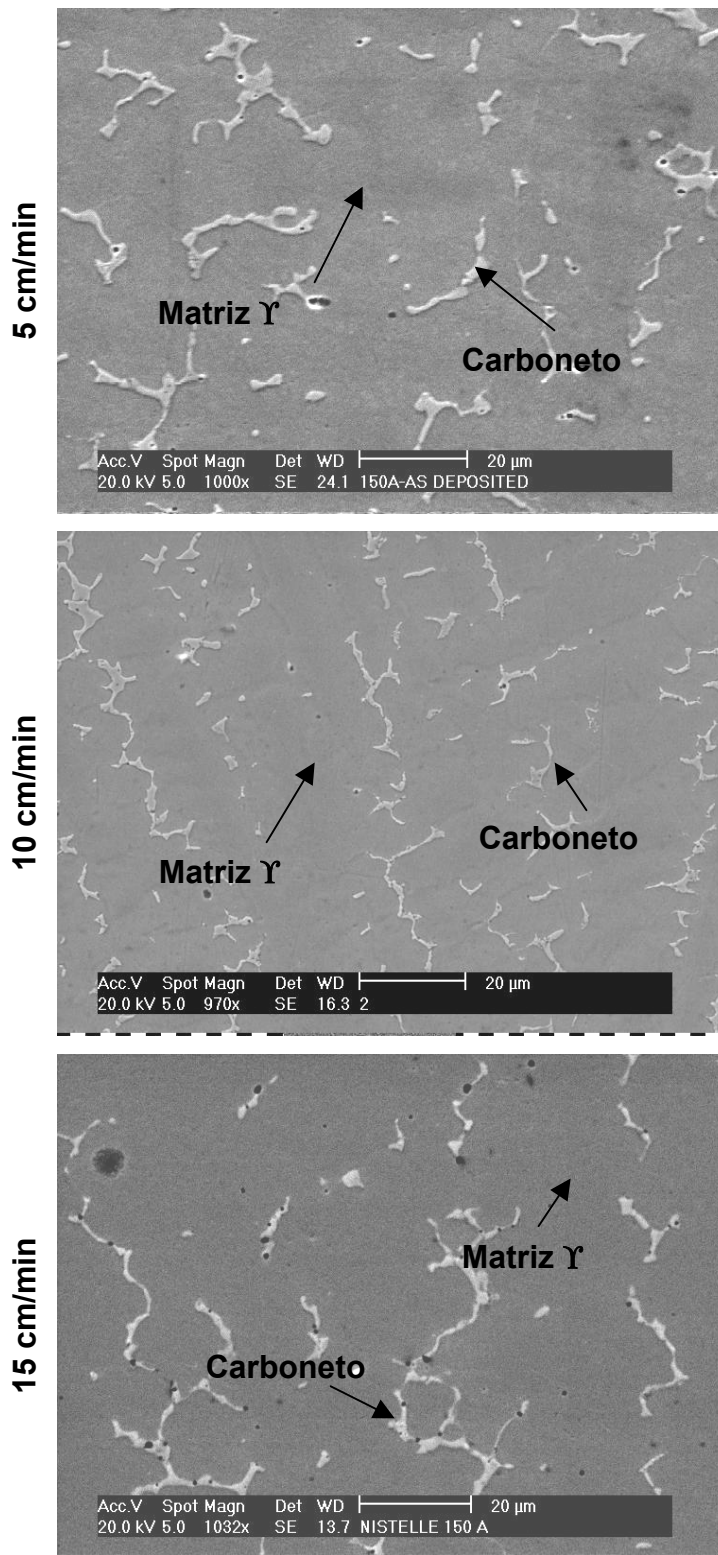 5 cm/min
Matriz ϒ
Carboneto
Acc.V Spot Magn Det WD 20 µm
20.0 kV 5.0 1000x SE 24.1 150A-AS DEPOSITED
10 cm/min
Carboneto
Matriz ϒ
Acc.V Spot Magn Det WD 20 µm
20.0 kV 5.0 970x SE 16.3 2
15 cm/min
Matriz ϒ
Carboneto
Acc.V Spot Magn Det WD 20 µm
20.0 kV 5.0 1032x SE 13.7 NISTELLE 150 A